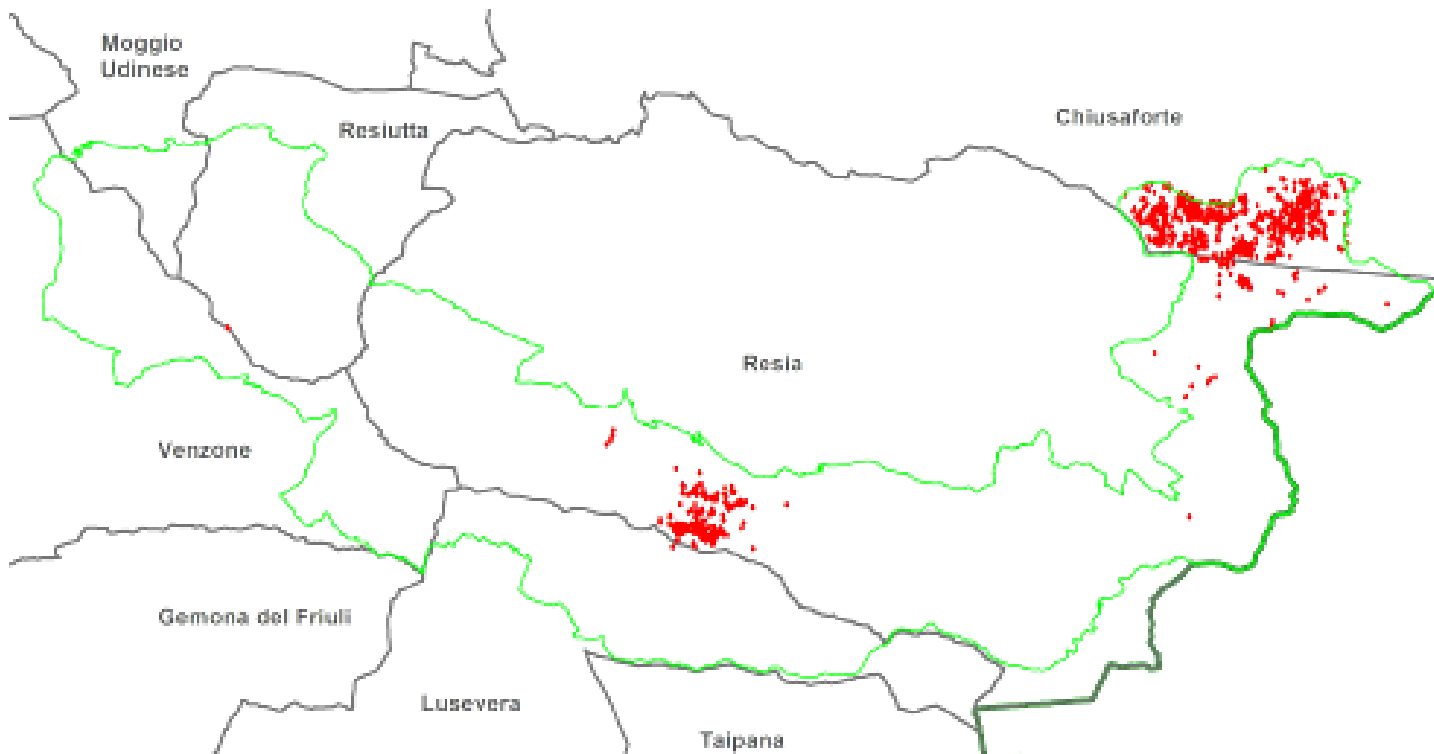 Moggio
Udinese
Resiutta
Chiusaforte
Resia
Venzone
Gemona del Friuli
Lusevera
Taipana